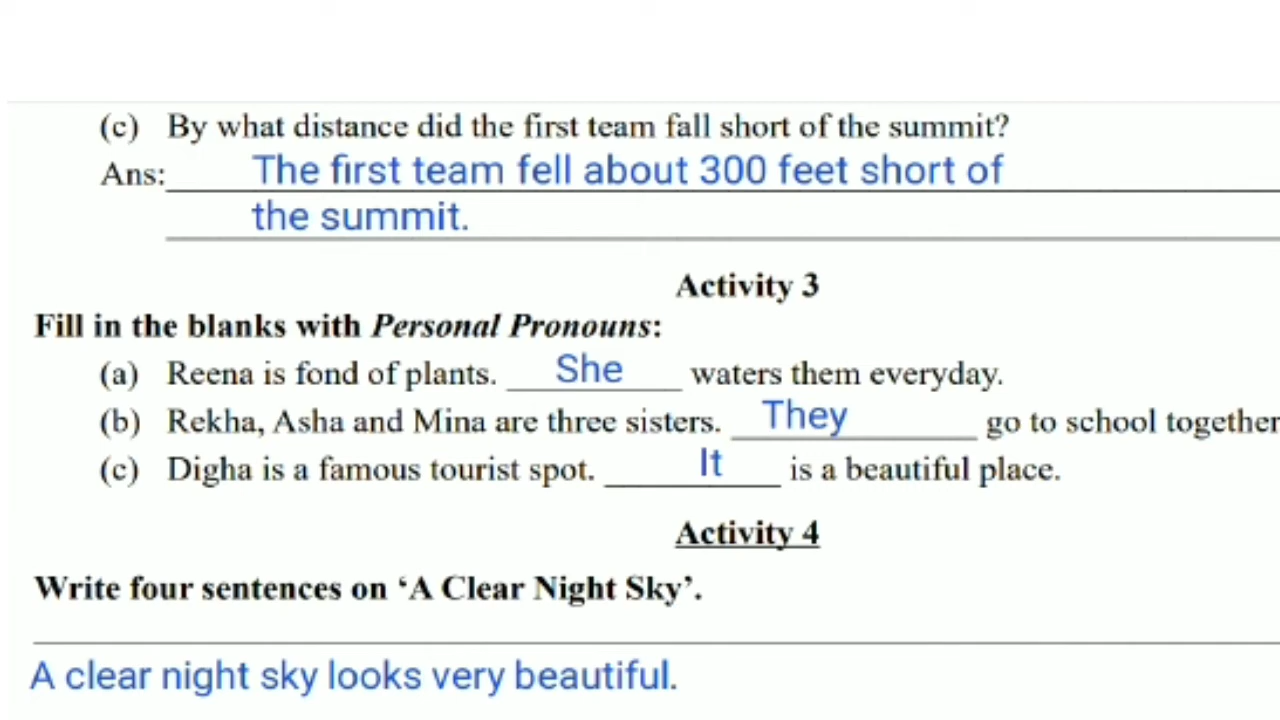 (c) By what distance did the first team fall short of the summit?
Ans: The first team fell about 300 feet short of
the summit.
Activity 3
Fill in the blanks with Personal Pronouns:
(a) Reena is fond of plants. She waters them everyday.
(b) Rekha, Asha and Mina are three sisters. They go to school together
(c) Digha is a famous tourist spot. It is a beautiful place.
Activity 4
Write four sentences on ‘A Clear Night Sky’.
A clear night sky looks very beautiful.